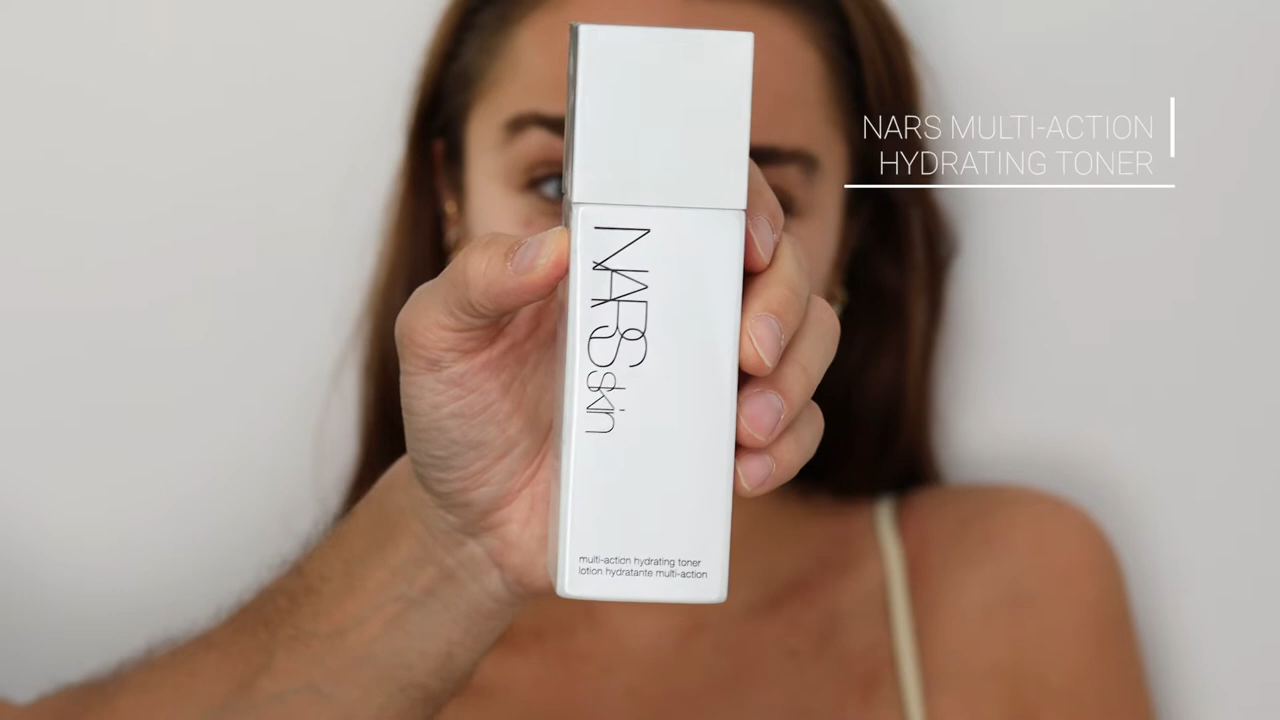 NARS MULTI-ACTION
HYDRATING TONER
NARS
skin
multi-action hydrating toner
lotion hydratante multi-action